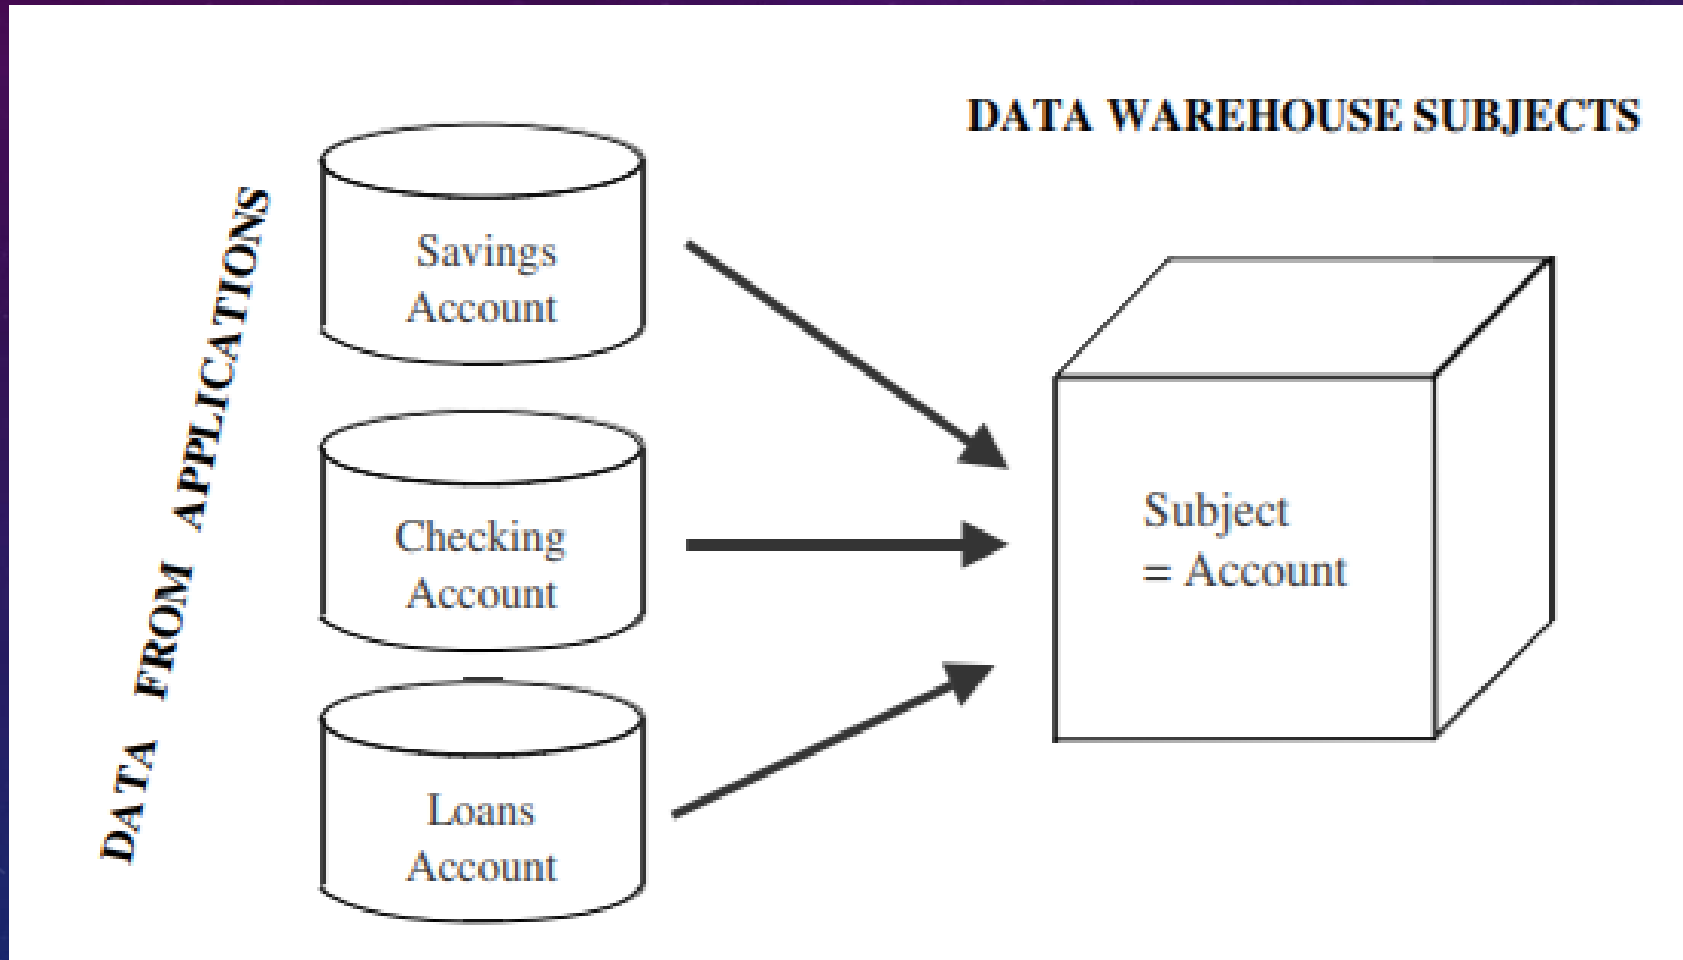 DATA WAREHOUSE SUBJECTS
DATA FROM APPLICATIONS
Savings
Account
Checking
Account
Loans
Account
Subject
= Account